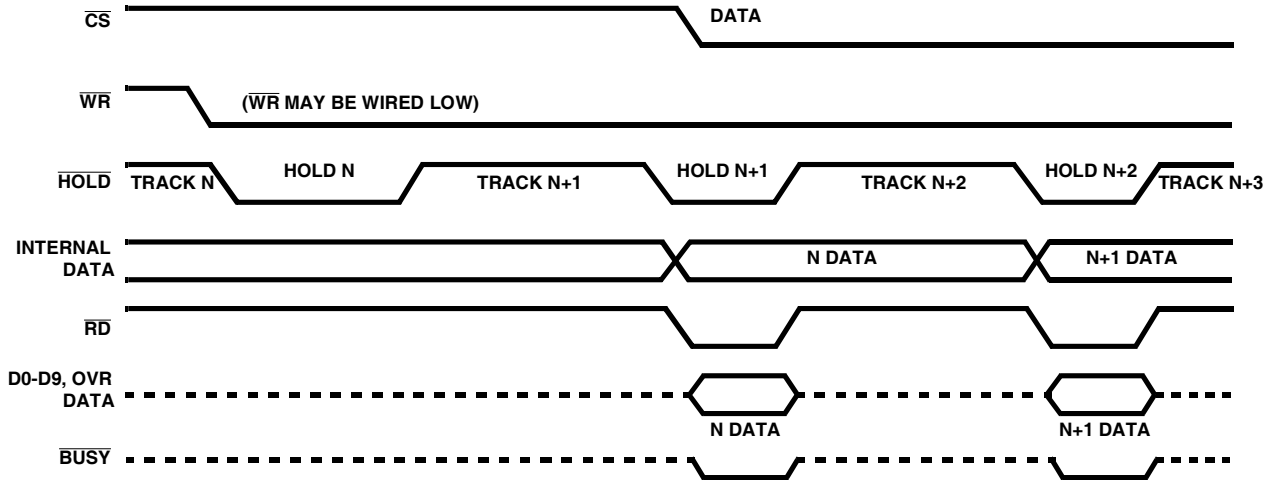 CS DATA
WR (WR MAY BE WIRED LOW)
HOLD TRACK N HOLD N TRACK N+1 HOLD N+1 TRACK N+2 HOLD N+2 TRACK N+3
INTERNAL
DATA N DATA N+1 DATA
RD
D0-D9, OVR
DATA
N DATA N+1 DATA
BUSY